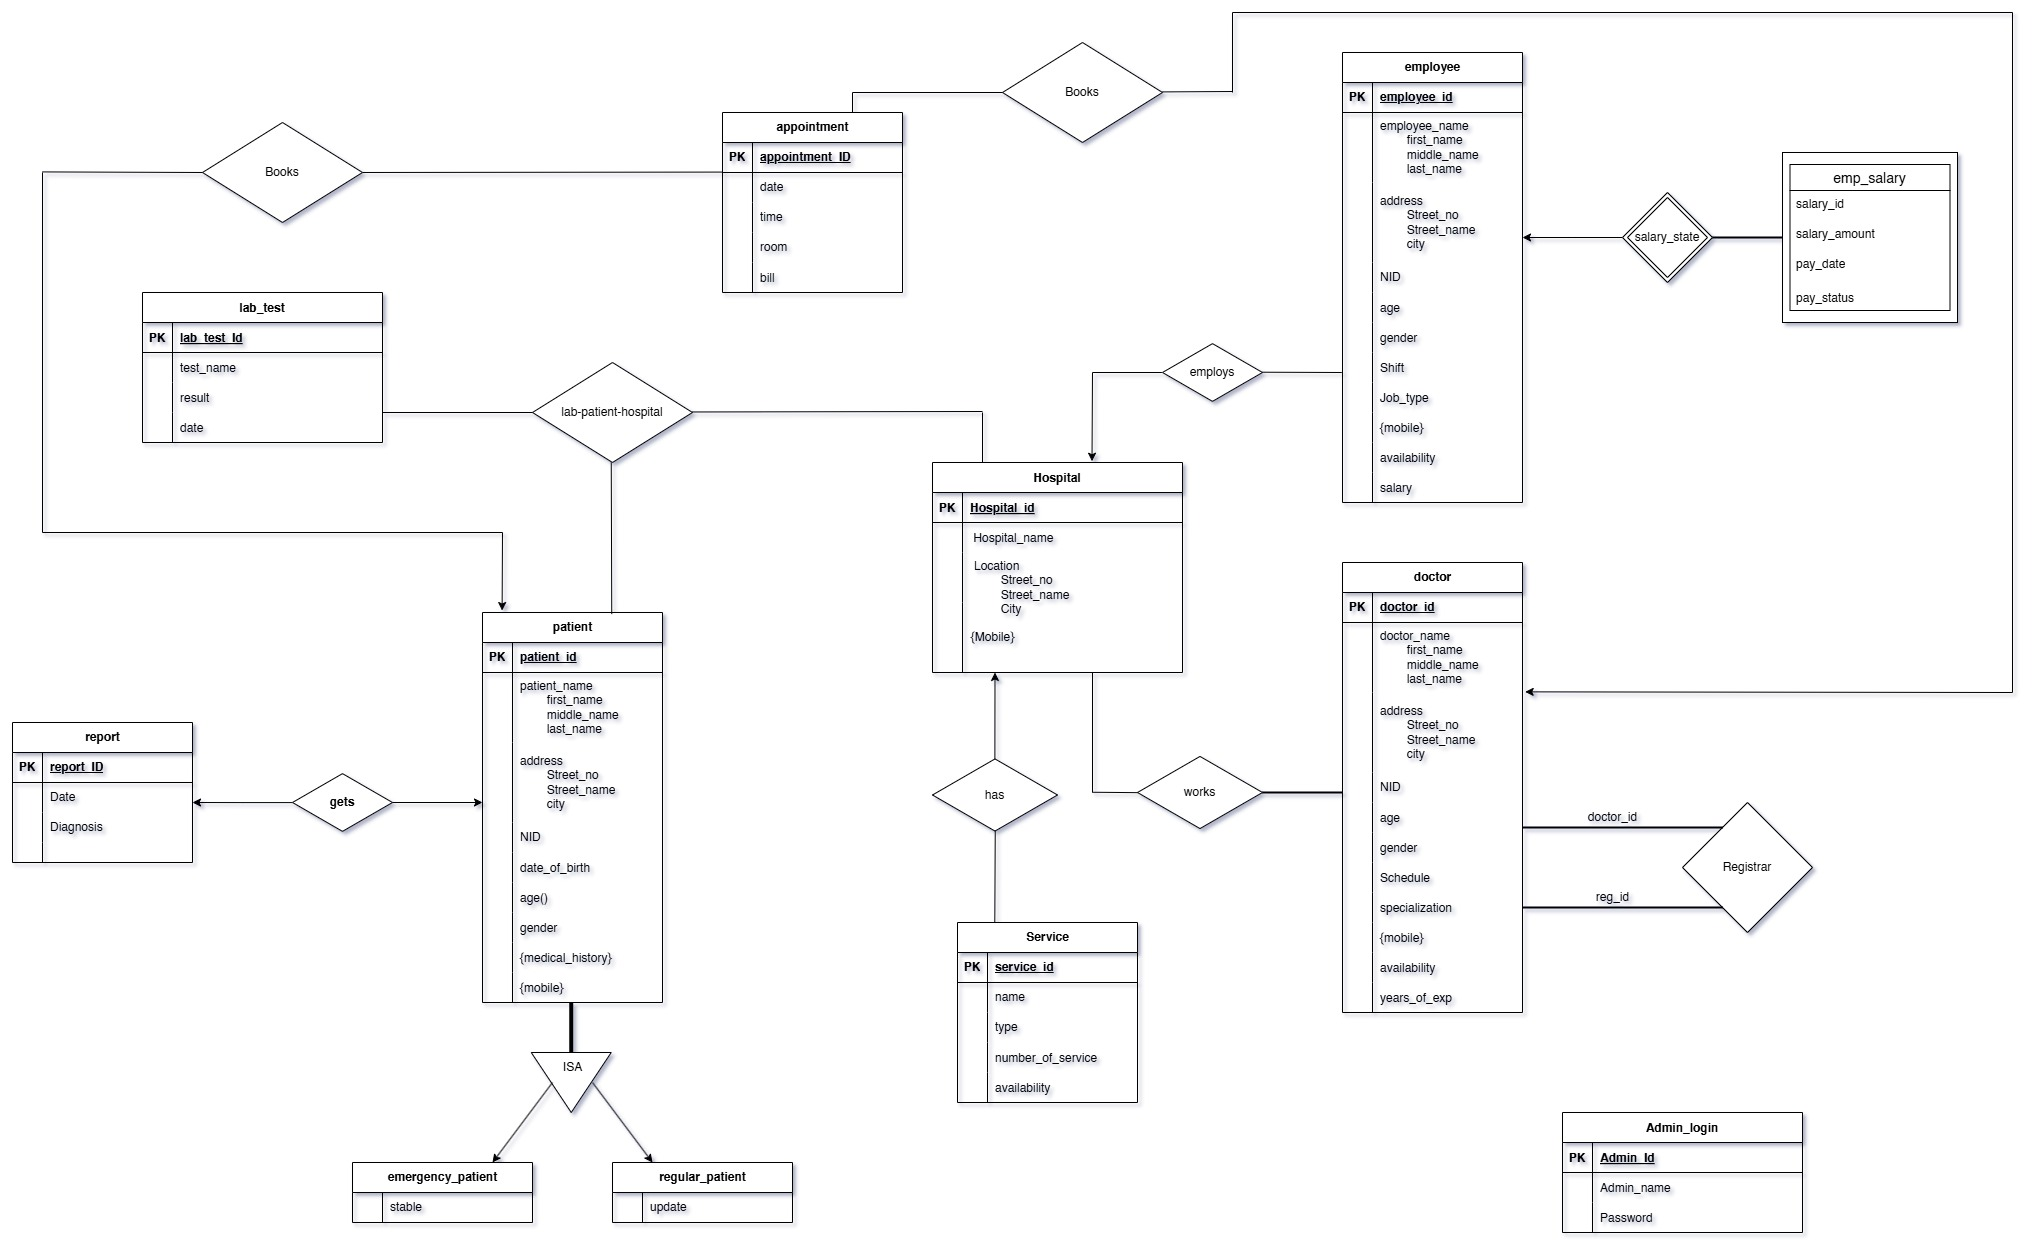 Books
appointment
PK appointment_ID
date
time
room
bill
Books
employee
PK employee_id
employee_name
first_name
middle_name
last_name
address
Street_no
Street_name
city
NID
age
gender
Shift
Job_type
{mobile}
availability
salary
salary_state
emp_salary
salary_id
salary_amount
pay_date
pay_status
lab_test
PK lab_test_Id
test_name
result
date
lab-patient-hospital
employs
Hospital
PK Hospital_id
Hospital_name
Location
Street_no
Street_name
City
{Mobile}
doctor
PK doctor_id
doctor_name
first_name
middle_name
last_name
address
Street_no
Street_name
city
NID
age
gender
Schedule
specialization
{mobile}
availability
years_of_exp
doctor_id
reg_id
Registrar
patient
PK patient_id
patient_name
first_name
middle_name
last_name
address
Street_no
Street_name
city
NID
date_of_birth
age()
gender
{medical_history}
{mobile}
report
PK report_ID
Date
Diagnosis
gets
has
works
Service
PK service_id
name
type
number_of_service
availability
ISA
emergency_patient
stable
regular_patient
update
Admin_login
PK Admin_Id
Admin_name
Password